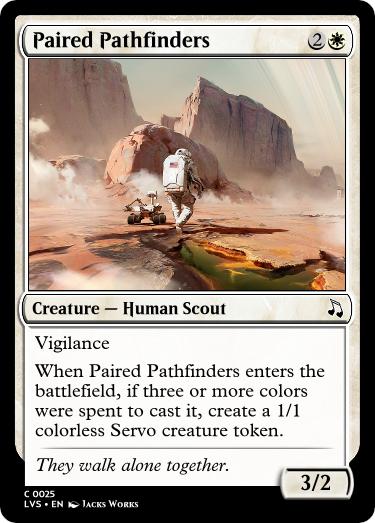 Paired Pathfinders 2
Creature — Human Scout
Vigilance
When Paired Pathfinders enters the
battlefield, if three or more colors
were spent to cast it, create a 1/1
colorless Servo creature token.
They walk alone together.
3/2
C 0025
LVS • EN Jacks Works